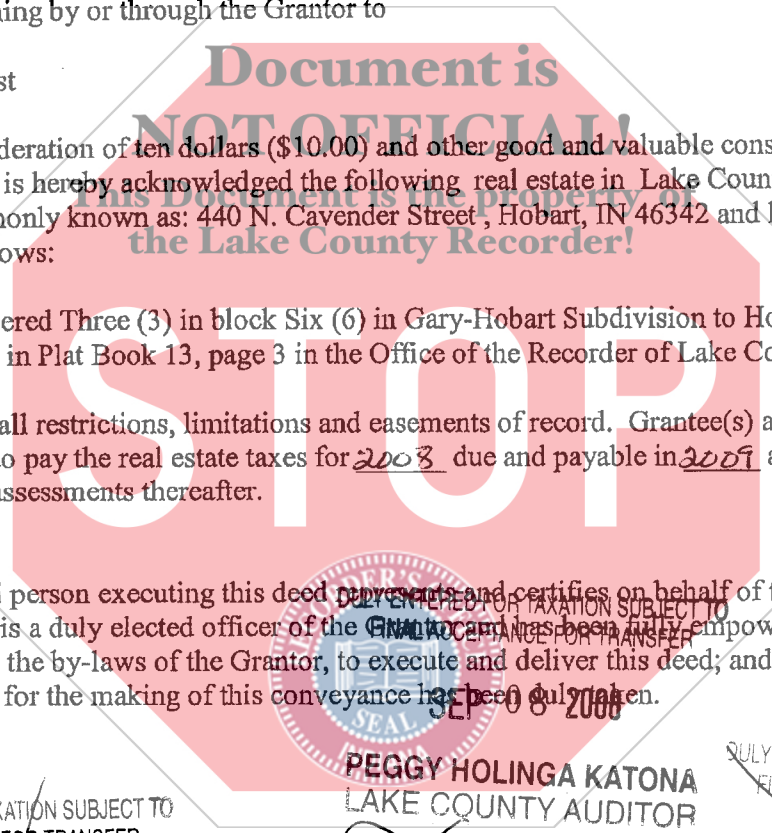 ning by or through the Grantor to
Document is
st
NOT OFFICIAL!
deration of ten dollars ($10.00) and other good and valuable cons
is hereby acknowledged the following real estate in Lake Coun
This Document is the property of
monly known as: 440 N. Cavender Street , Hobart, IN 46342 and
the Lake County Recorder!
ows:
STOP
ered Three (3) in block Six (6) in Gary-Hobart Subdivision to Ho
in Plat Book 13, page 3 in the Office of the Recorder of Lake Co
all restrictions, limitations and easements of record. Grantee(s) a
o pay the real estate taxes for 2008 due and payable in 2009 a
assessments thereafter.
person executing this deed represents and certifies on behalf of
DULY ENTERED FOR TAXATION SUBJECT TO
is a duly elected officer of the Grantor and has been fully empow
FINAL ACCEPTANCE FOR TRANSFER
the by-laws of the Grantor, to execute and deliver this deed; and
for the making of this conveyance has been duly taken.
SEP 08 2008
SEAL
INDIANA
PEGGY HOLINGA KATONA
LAKE COUNTY AUDITOR
DULY
XATION SUBJECT TO
FOR TRANSFER